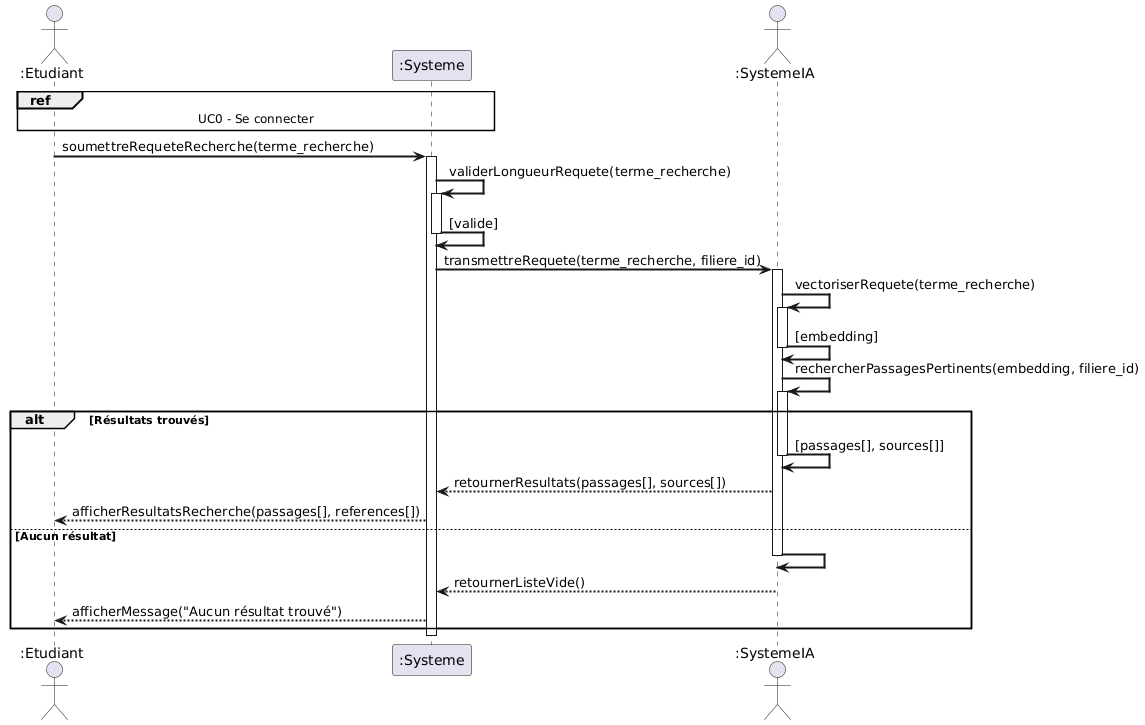 :Etudiant
:Systeme
:SystemeIA
ref
UC0 - Se connecter
soumettreRequeteRecherche(terme_recherche)
validerLongueurRequete(terme_recherche)
[valide]
transmettreRequete(terme_recherche, filiere_id)
vectoriserRequete(terme_recherche)
[embedding]
rechercherPassagesPertinents(embedding, filiere_id)
alt [Résultats trouvés]
[passages[], sources[]]
retournerResultats(passages[], sources[])
afficherResultatsRecherche(passages[], references[])
[Aucun résultat]
retournerListeVide()
afficherMessage("Aucun résultat trouvé")
:Etudiant
:Systeme
:SystemeIA